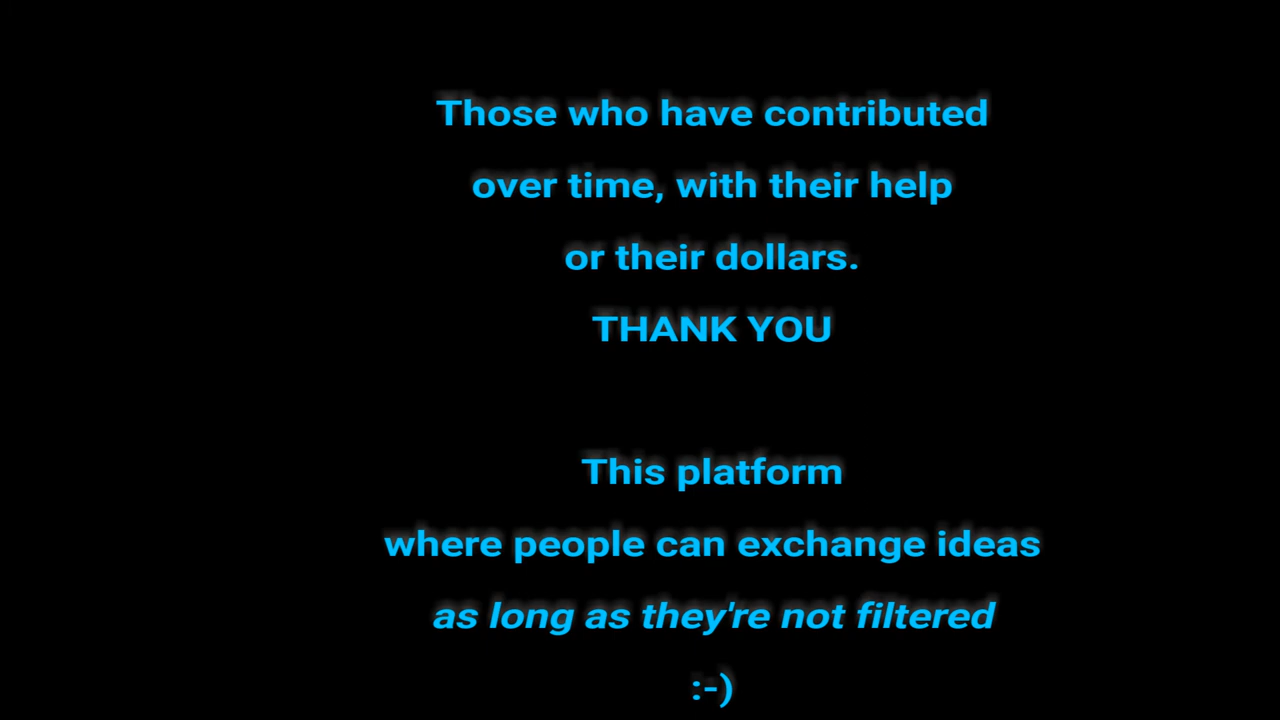 Those who have contributed
over time, with their help
or their dollars.
THANK YOU
This platform
where people can exchange ideas
as long as they're not filtered
:-)